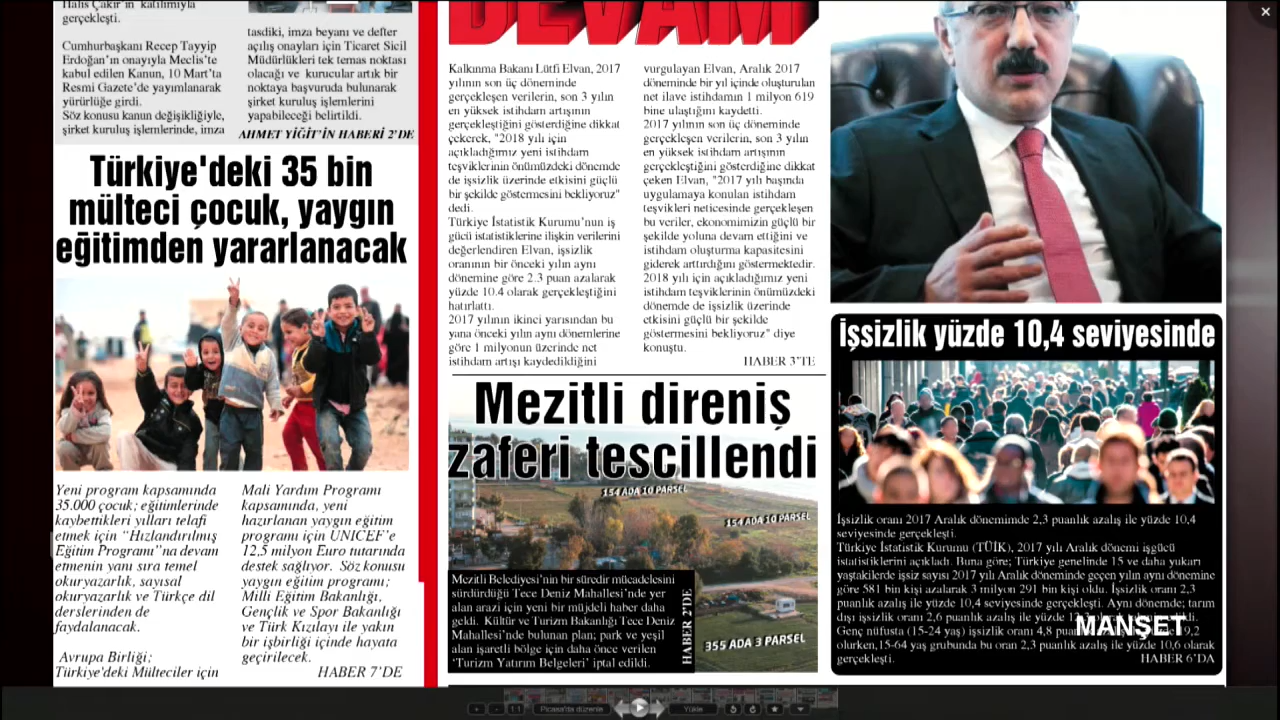 Halis Çakır'ın katılımıyla
gerçekleşti.
Cumhurbaşkanı Recep Tayyip
Erdoğan'ın onayıyla Meclis'te
kabul edilen Kanun, 10 Mart'ta
Resmi Gazete'de yayımlanarak
yürürlüğe girdi.
Söz konusu kanun değişikliğiyle,
şirket kuruluş işlemlerinde, imza
tasdiki, imza beyanı ve defter
açılış onayları için Ticaret Sicil
Müdürlükleri tek temas noktası
olacağı ve kurucular artık bir
noktaya başvuruda bulunarak
şirket kuruluş işlemlerini
yapabileceği belirtildi.
AHMET YİĞİT'İN HABERİ 2'DE
Türkiye'deki 35 bin
mülteci çocuk, yaygın
eğitimden yararlanacak
Yeni program kapsamında
35.000 çocuk; eğitimlerinde
kaybettikleri yılları telafi
etmek için "Hızlandırılmış
Eğitim Programı"na devam
etmenin yanı sıra temel
okuryazarlık, sayısal
okuryazarlık ve Türkçe dil
derslerinden de
faydalanacak.
Avrupa Birliği;
Türkiye'deki Mülteciler için
Mali Yardım Programı
kapsamında, yeni
hazırlanan yaygın eğitim
programı için UNICEF'e
12,5 milyon Euro tutarında
destek sağlıyor. Söz konusu
yaygın eğitim programı;
Milli Eğitim Bakanlığı,
Gençlik ve Spor Bakanlığı
ve Türk Kızılayı ile yakın
bir işbirliği içinde hayata
geçirilecek.
HABER 7'DE
DEVAM
Kalkınma Bakanı Lütfi Elvan, 2017
yılının son üç döneminde
gerçekleşen verilerin, son 3 yılın
en yüksek istihdam artışının
gerçekleştiğini gösterdiğine dikkat
çekerek, "2018 yılı için
açıkladığımız yeni istihdam
teşviklerinin önümüzdeki dönemde
de işsizlik üzerinde etkisini güçlü
bir şekilde göstermesini bekliyoruz"
dedi.
Türkiye İstatistik Kurumu'nun iş
gücü istatistiklerine ilişkin verilerini
değerlendiren Elvan, işsizlik
oranının bir önceki yılın aynı
dönemine göre 2.3 puan azalarak
yüzde 10.4 olarak gerçekleştiğini
hatırlattı.
2017 yılının ikinci yarısından bu
yana önceki yılın aynı dönemlerine
göre 1 milyonun üzerinde net
istihdam artışı kaydedildiğini
vurgulayan Elvan, Aralık 2017
döneminde bir yıl içinde oluşturulan
net ilave istihdamın 1 milyon 619
bine ulaştığını kaydetti.
2017 yılının son üç döneminde
gerçekleşen verilerin, son 3 yılın
en yüksek istihdam artışının
gerçekleştiğini gösterdiğine dikkat
çeken Elvan, "2017 yılı başında
uygulamaya konulan istihdam
teşvikleri neticesinde gerçekleşen
bu veriler, ekonomimizin güçlü bir
şekilde yoluna devam ettiğini ve
istihdam oluşturma kapasitesini
giderek arttırdığını göstermektedir.
2018 yılı için açıkladığımız yeni
istihdam teşviklerinin önümüzdeki
dönemde de işsizlik üzerinde
etkisini güçlü bir şekilde
göstermesini bekliyoruz" diye
konuştu.
HABER 3'TE
Mezitli direniş
zaferi tescillendi
154 ADA 10 PARSEL
154 ADA 10 PARSEL
355 ADA 3 PARSEL
Mezitli Belediyesi'nin bir süredir mücadelesini
sürdürdüğü Tece Deniz Mahallesi'nde yer
alan arazi için yeni bir müjdeli haber daha
geldi. Kültür ve Turizm Bakanlığı Tece Deniz
Mahallesi'nde bulunan plan; park ve yeşil
alan işaretli bölge için daha önce verilen
'Turizm Yatırım Belgeleri' iptal edildi.
HABER 2'DE
İşsizlik yüzde 10,4 seviyesinde
İşsizlik oranı 2017 Aralık dönemimde 2,3 puanlık azalış ile yüzde 10,4
seviyesinde gerçekleşti.
Türkiye İstatistik Kurumu (TÜİK), 2017 yılı Aralık dönemi işgücü
istatistiklerini açıkladı. Buna göre; Türkiye genelinde 15 ve daha yukarı
yaştakilerde işsiz sayısı 2017 yılı Aralık döneminde geçen yılın aynı dönemine
göre 581 bin kişi azalarak 3 milyon 291 bin kişi oldu. İşsizlik oranı 2,3
puanlık azalış ile yüzde 10,4 seviyesinde gerçekleşti. Aynı dönemde; tarım
dışı işsizlik oranı 2,6 puanlık azalış ile yüzde
Genç nüfusta (15-24 yaş) işsizlik oranı 4,8 puan 19,2
olurken,15-64 yaş grubunda bu oran 2,3 puanlık azalış ile yüzde 10,6 olarak
gerçekleşti.
HABER 6'DA
MANŞET
1:1
Picasa'da düzenle
Yükle